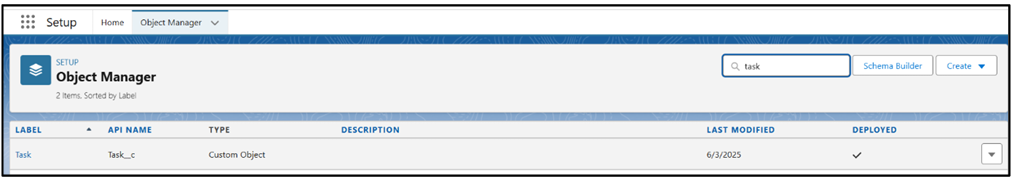 Setup Home Object Manager
SETUP
Object Manager
2 Items, Sorted by Label
task Schema Builder Create
LABEL API NAME TYPE DESCRIPTION LAST MODIFIED DEPLOYED
Task Task__c Custom Object 6/3/2025